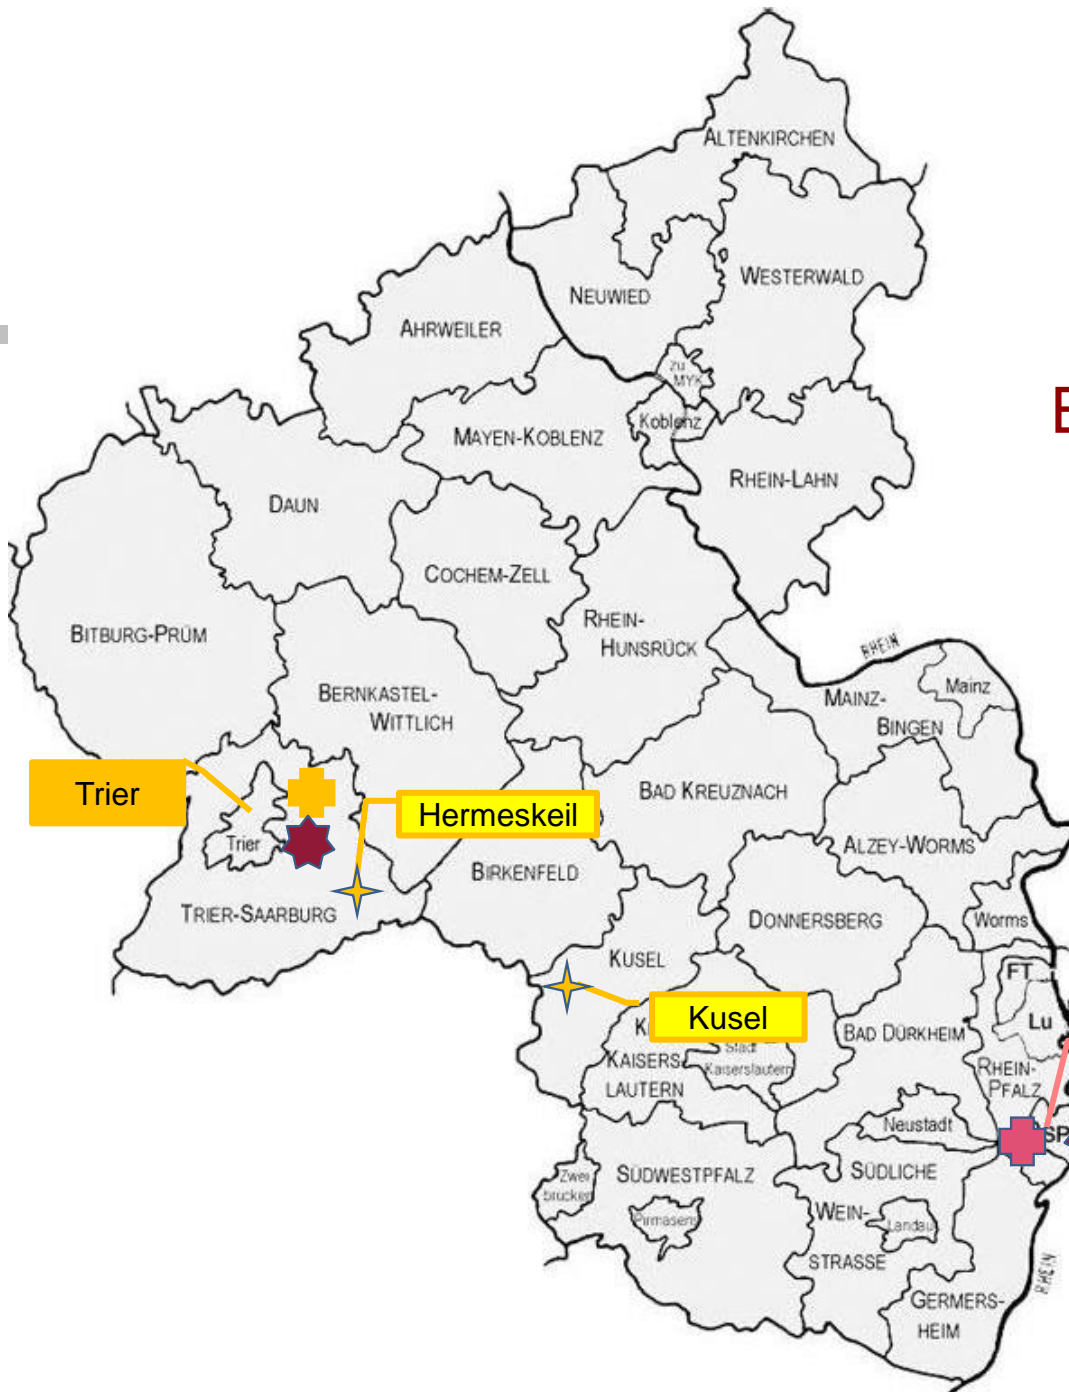 ALTENKIRCHEN
WESTERWALD
NEUWIED
AHRWEILER
zu
MYK
E
Koblenz
MAYEN-KOBLENZ
RHEIN-LAHN
DAUN
COCHEM-ZELL
RHEIN-
HUNSRÜCK
BITBURG-PRÜM
RHEIN
Mainz
BERNKASTEL-
WITTLICH
MAINZ-
BINGEN
Trier
BAD KREUZNACH
Hermeskeil
Trier
ALZEY-WORMS
BIRKENFELD
TRIER-SAARBURG
DONNERSBERG
Worms
KUSEL
FT
Kusel
Lu
K
BAD DÜRKHEIM
Stadt
Kaiserslautern
KAISERS-
LAUTERN
RHEIN-
PFALZ
Neustadt
SP
SÜDWESTPFALZ
SÜDLICHE
Zwei
brücken
WEIN-
Pirmasens
Landau
STRASSE
RHEIN
GERMERS-
HEIM